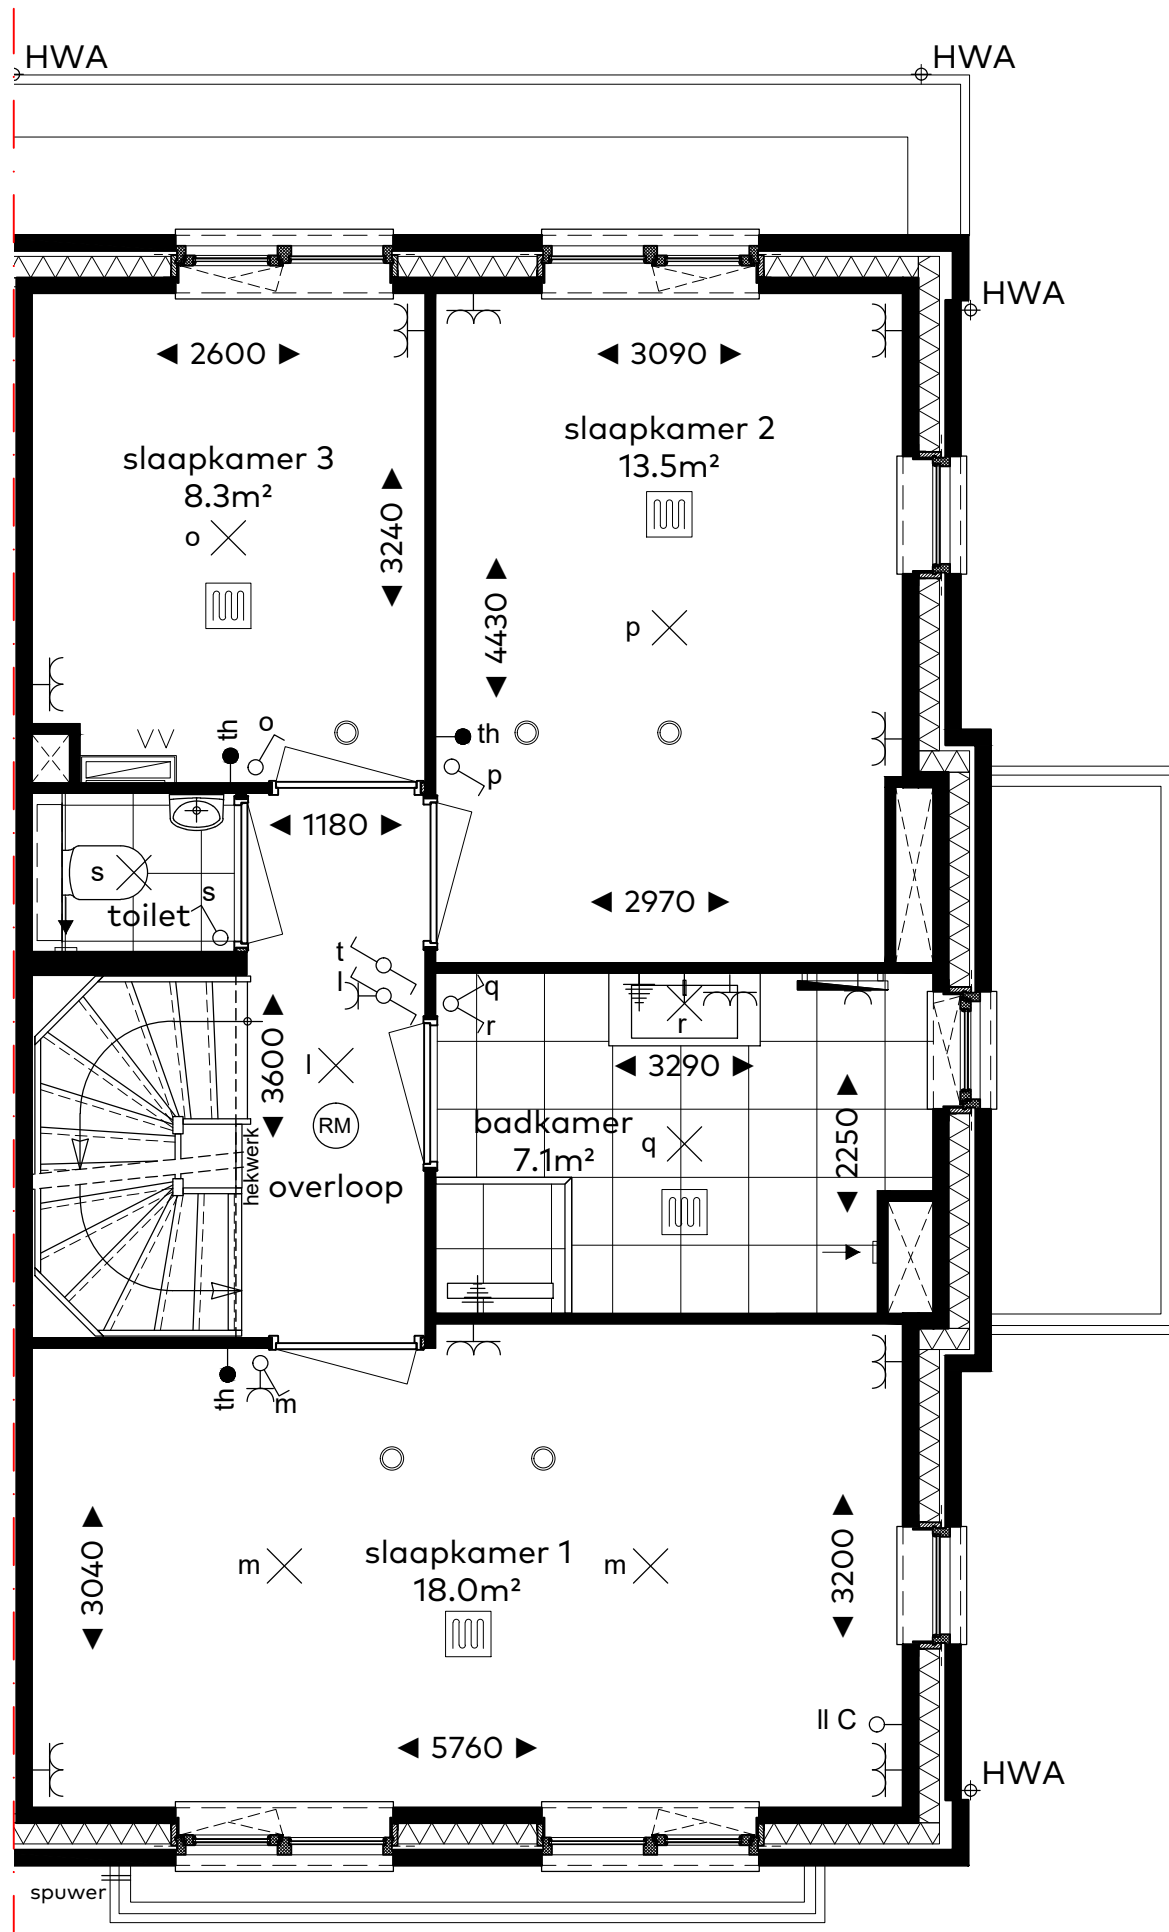 HWA
HWA
HWA
2600
3090
slaapkamer 3
8.3m²
slaapkamer 2
13.5m²
3240
o
4430
p
th
o
th
p
1180
s
s
toilet
2970
t
l
q
r
r
3600
l
3290
RM
hekwerk
overloop
badkamer
7.1m²
q
2250
th
m
3040
m
slaapkamer 1
18.0m²
m
3200
ll C
5760
HWA
spuwer